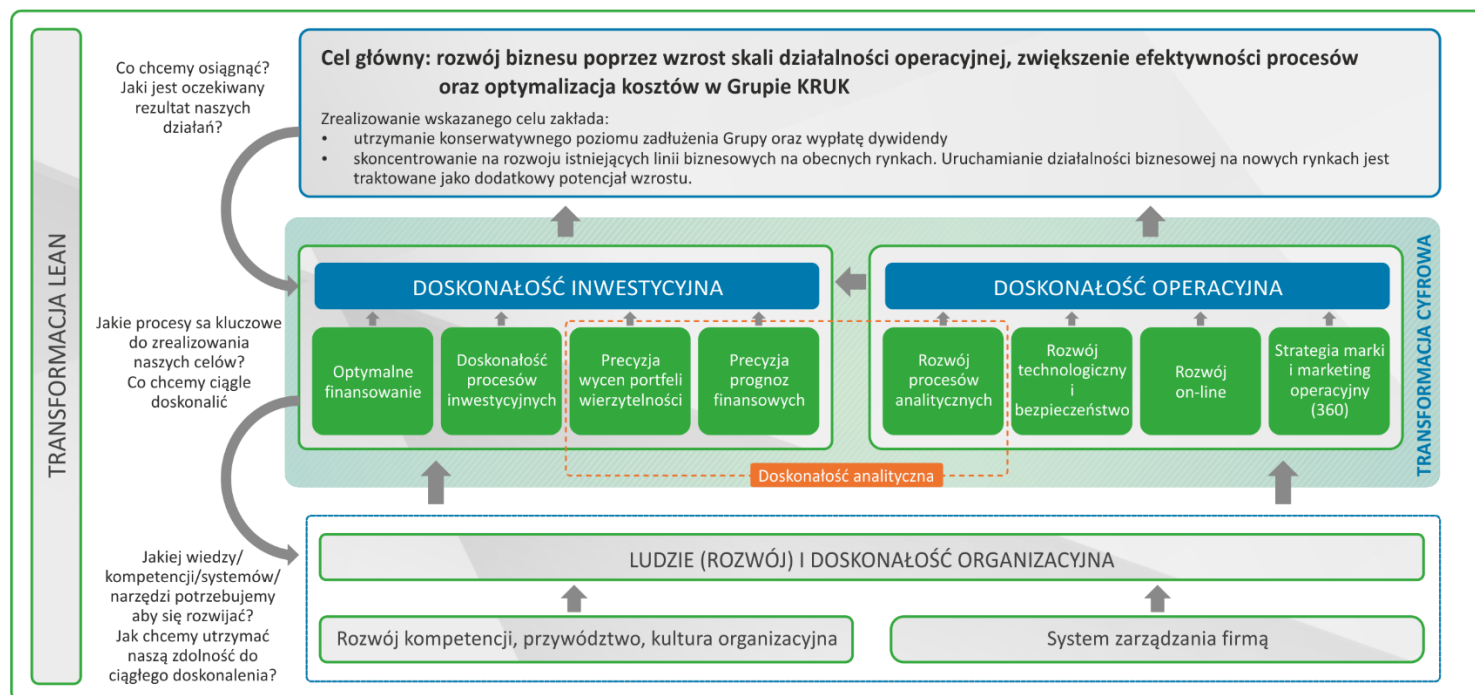 TRANSFORMACJA LEAN
Co chcemy osiągnąć?
Jaki jest oczekiwany
rezultat naszych
działań?
Cel główny: rozwój biznesu poprzez wzrost skali działalności operacyjnej, zwiększenie efektywności procesów
oraz optymalizacja kosztów w Grupie KRUK
Zrealizowanie wskazanego celu zakłada:
• utrzymanie konserwatywnego poziomu zadłużenia Grupy oraz wypłatę dywidendy
• skoncentrowanie na rozwoju istniejących linii biznesowych na obecnych rynkach. Uruchamianie działalności biznesowej na nowych rynkach jest
traktowane jako dodatkowy potencjał wzrostu.
Jakie procesy sa kluczowe
do zrealizowania
naszych celów?
Co chcemy ciągle
doskonalić
DOSKONAŁOŚĆ INWESTYCYJNA
Optymalne
finansowanie
Doskonałość
procesów
inwestycyjnych
Precyzja
wycen portfeli
wierzytelności
Precyzja
prognoz
finansowych
DOSKONAŁOŚĆ OPERACYJNA
Rozwój
procesów
analitycznych
Rozwój
technologiczny
i
bezpieczeństwo
Rozwój
on-line
Strategia marki
i marketing
operacyjny
(360)
Doskonałość analityczna
TRANSFORMACJA CYFROWA
Jakiej wiedzy/
kompetencji/systemów/
narzędzi potrzebujemy
aby się rozwijać?
Jak chcemy utrzymać
naszą zdolność do
ciągłego doskonalenia?
LUDZIE (ROZWÓJ) I DOSKONAŁOŚĆ ORGANIZACYJNA
Rozwój kompetencji, przywództwo, kultura organizacyjna
System zarządzania firmą